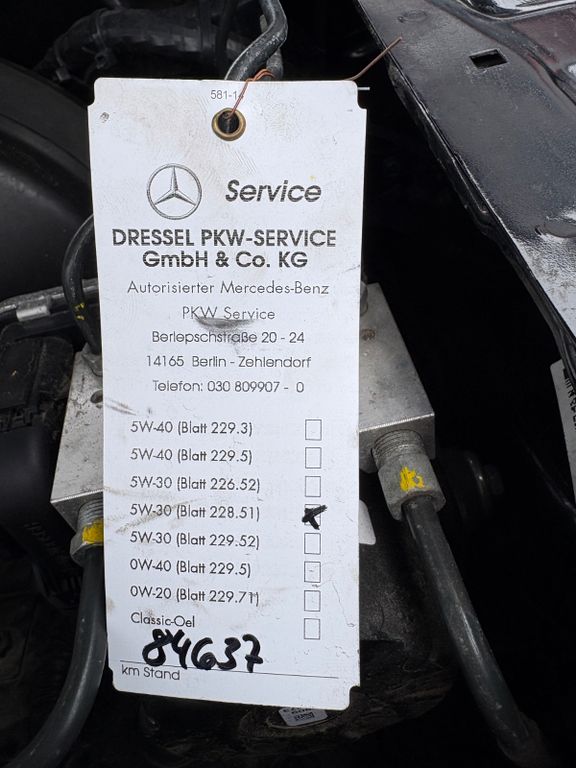 581-1
Service
DRESSEL PKW-SERVICE
GmbH & Co. KG
Autorisierter Mercedes-Benz
PKW Service
Berlepschstraße 20 - 24
14165 Berlin - Zehlendorf
Telefon: 030 809907 - 0
5W-40 (Blatt 229.3)
5W-40 (Blatt 229.5)
5W-30 (Blatt 226.52)
5W-30 (Blatt 228.51)
5W-30 (Blatt 229.52)
0W-40 (Blatt 229.5)
0W-20 (Blatt 229.71)
Classic-Oel
84637
km Stand